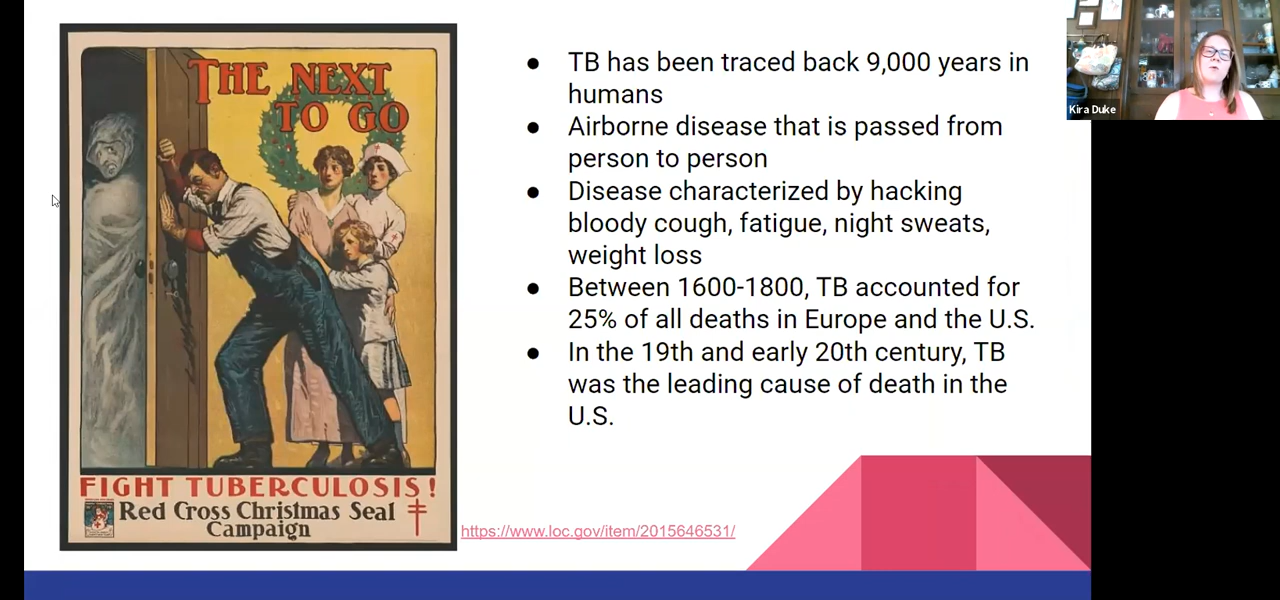 THE NEXT
TO GO
FIGHT TUBERCULOSIS!
Red Cross Christmas Seal
Campaign
● TB has been traced back 9,000 years in
humans
● Airborne disease that is passed from
person to person
● Disease characterized by hacking
bloody cough, fatigue, night sweats,
weight loss
● Between 1600-1800, TB accounted for
25% of all deaths in Europe and the U.S.
● In the 19th and early 20th century, TB
was the leading cause of death in the
U.S.
https://www.loc.gov/item/2015646531/
Kira Duke